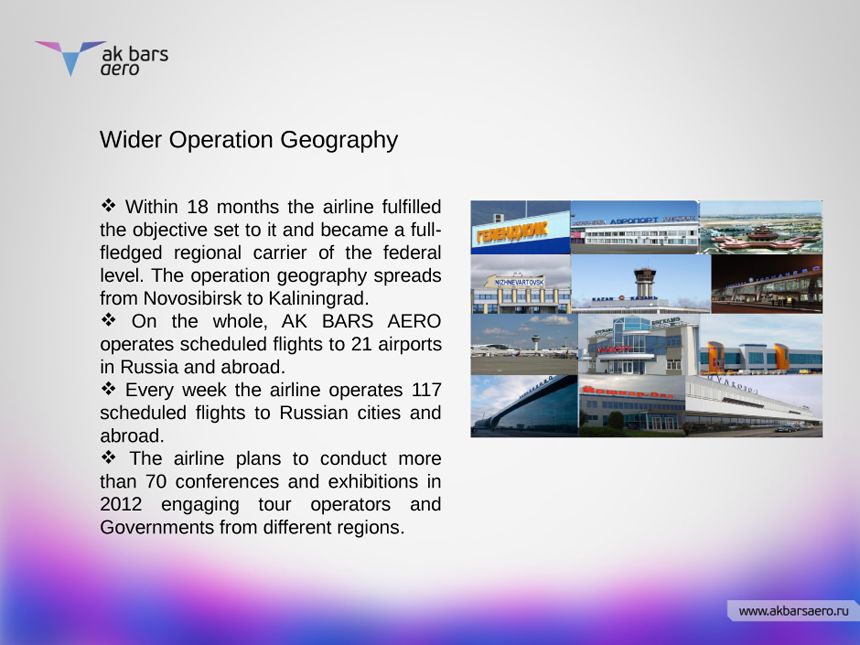 ak bars
aero
Wider Operation Geography
❖ Within 18 months the airline fulfilled
the objective set to it and became a full-
fledged regional carrier of the federal
level. The operation geography spreads
from Novosibirsk to Kaliningrad.
❖ On the whole, AK BARS AERO
operates scheduled flights to 21 airports
in Russia and abroad.
❖ Every week the airline operates 117
scheduled flights to Russian cities and
abroad.
❖ The airline plans to conduct more
than 70 conferences and exhibitions in
2012 engaging tour operators and
Governments from different regions.
ГЕЛЕНДЖИК
АЭРОПОРТ
NIZHNEVARTOVSK
KAZAN КАЗАНЬ
Йошкар-Ола
www.akbarsaero.ru